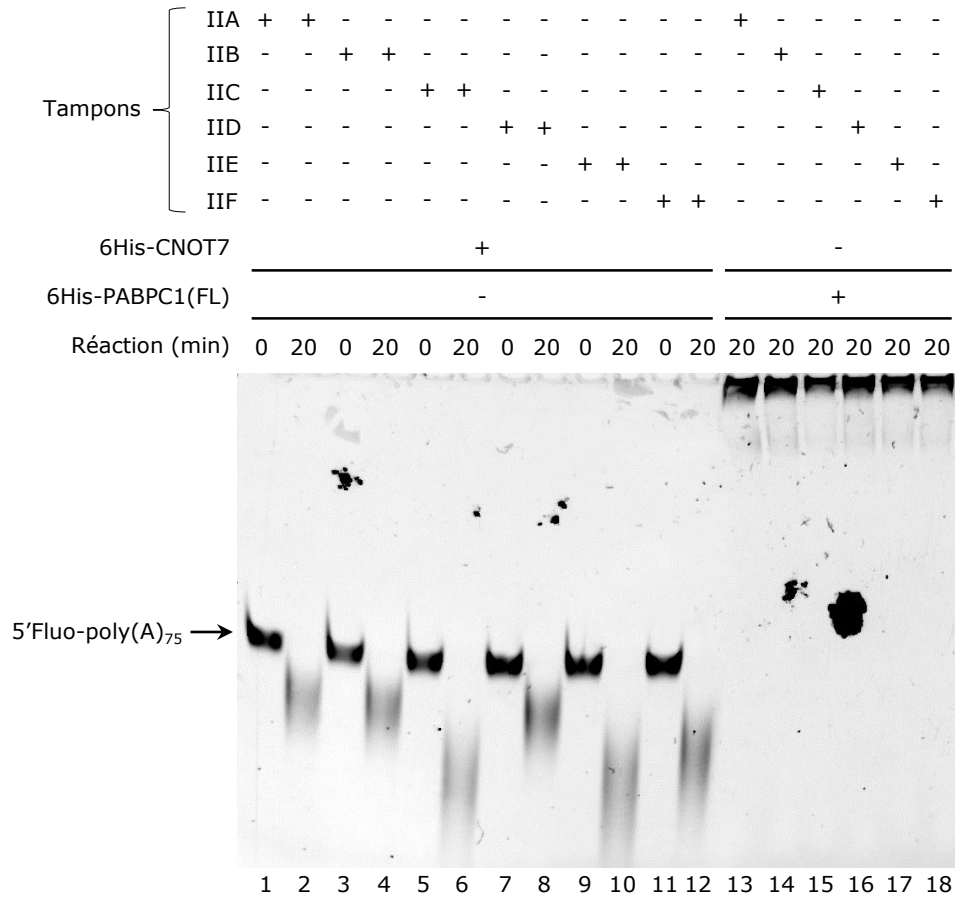 IIA + + - - - - - - - - - - + - - - - -
IIB - - + + - - - - - - - - - + - - - -
Tampons
IIC - - - - + + - - - - - - - - + - - -
IID - - - - - - + + - - - - - - - + - -
IIE - - - - - - - - + + - - - - - - + -
IIF - - - - - - - - - - + + - - - - - +
6His-CNOT7 + -
6His-PABPC1(FL) - +
Réaction (min) 0 20 0 20 0 20 0 20 0 20 0 20 20 20 20 20 20 20
5'Fluo-poly(A)₇₅
1 2 3 4 5 6 7 8 9 10 11 12 13 14 15 16 17 18